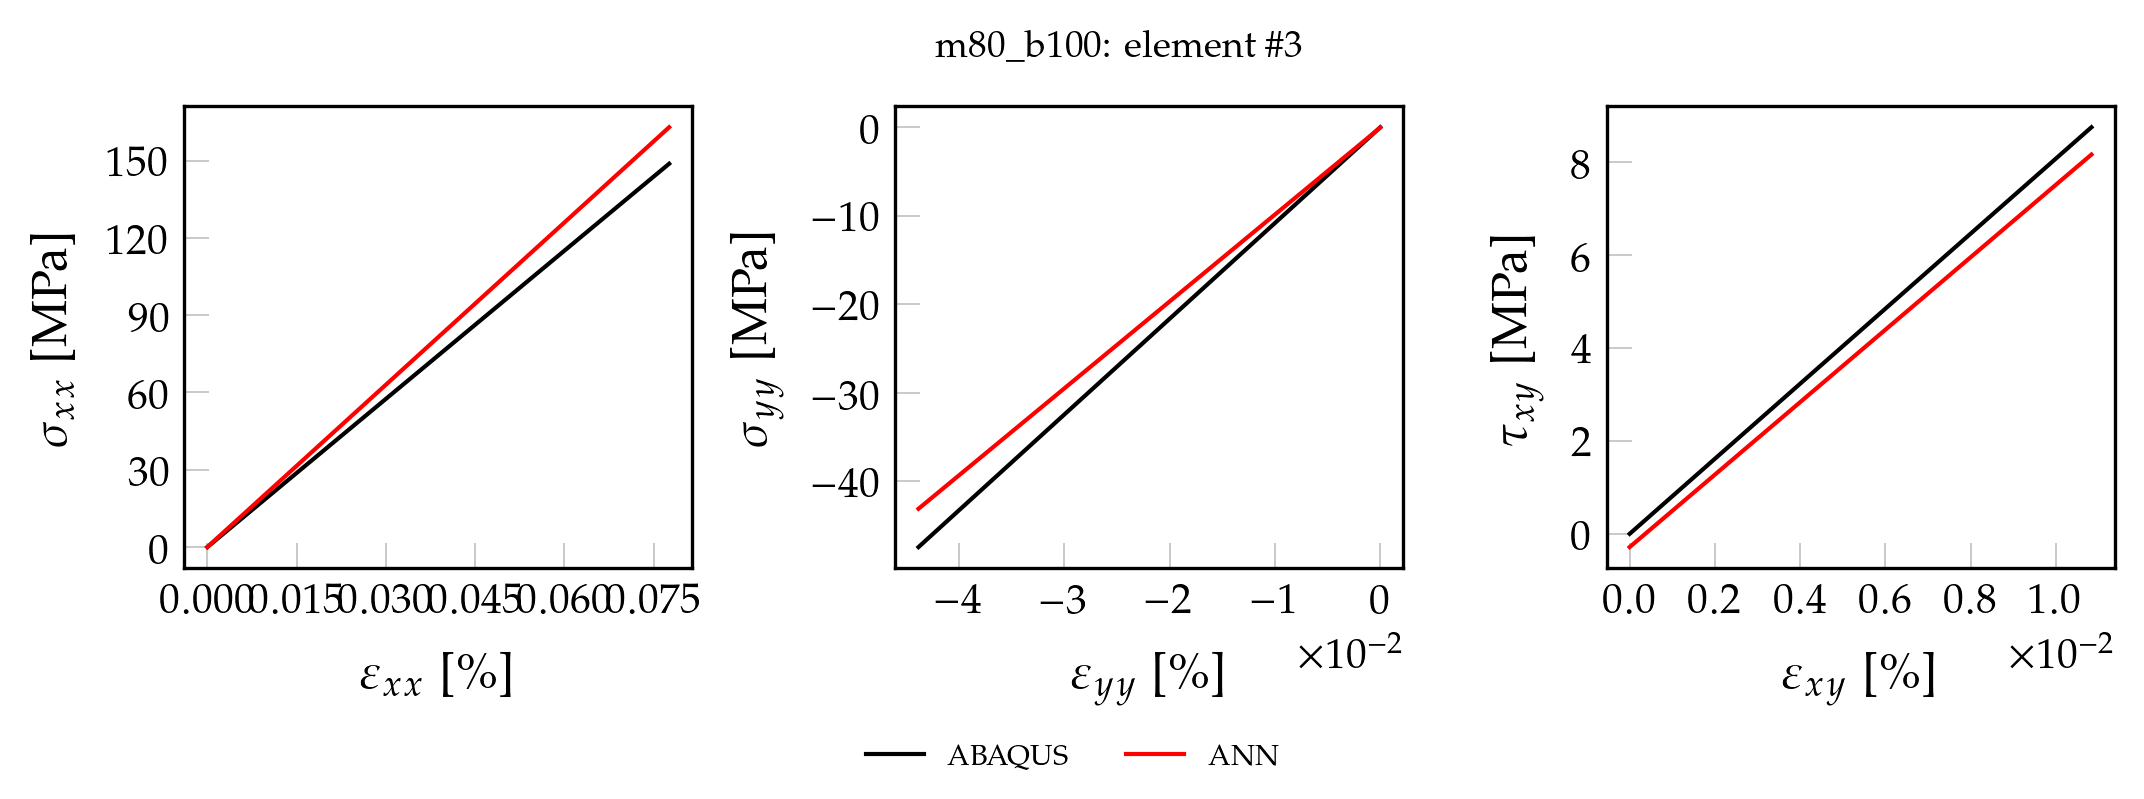 m80_b100: element #3
150
120
90
60
30
0
σxx [MPa]
0.000 0.015 0.030 0.045 0.060 0.075
εxx [%]
0
−10
−20
−30
−40
σyy [MPa]
−4 −3 −2 −1 0
×10−2
εyy [%]
8
6
4
2
0
τxy [MPa]
0.0 0.2 0.4 0.6 0.8 1.0
×10−2
εxy [%]
ABAQUS ANN